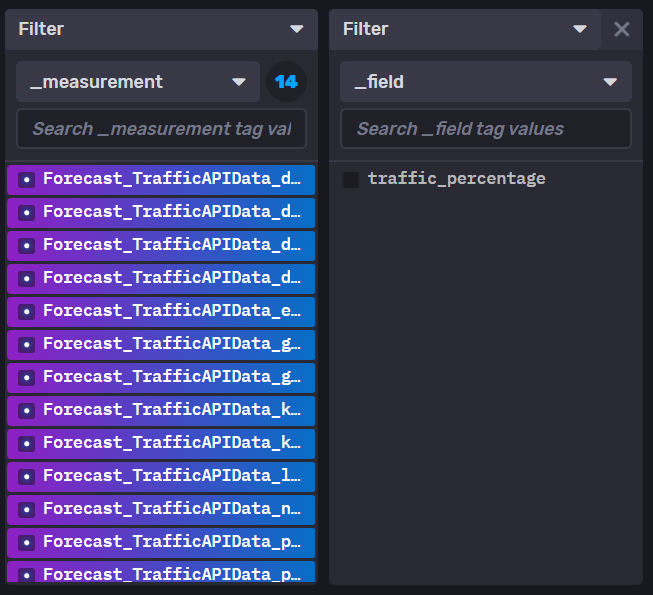 Filter
_measurement
14
Search _measurement tag val
Forecast_TrafficAPIData_d…
Forecast_TrafficAPIData_d…
Forecast_TrafficAPIData_d…
Forecast_TrafficAPIData_d…
Forecast_TrafficAPIData_e…
Forecast_TrafficAPIData_g…
Forecast_TrafficAPIData_g…
Forecast_TrafficAPIData_k…
Forecast_TrafficAPIData_k…
Forecast_TrafficAPIData_l…
Forecast_TrafficAPIData_n…
Forecast_TrafficAPIData_p…
Forecast_TrafficAPIData_p…
Filter
_field
Search _field tag values
traffic_percentage